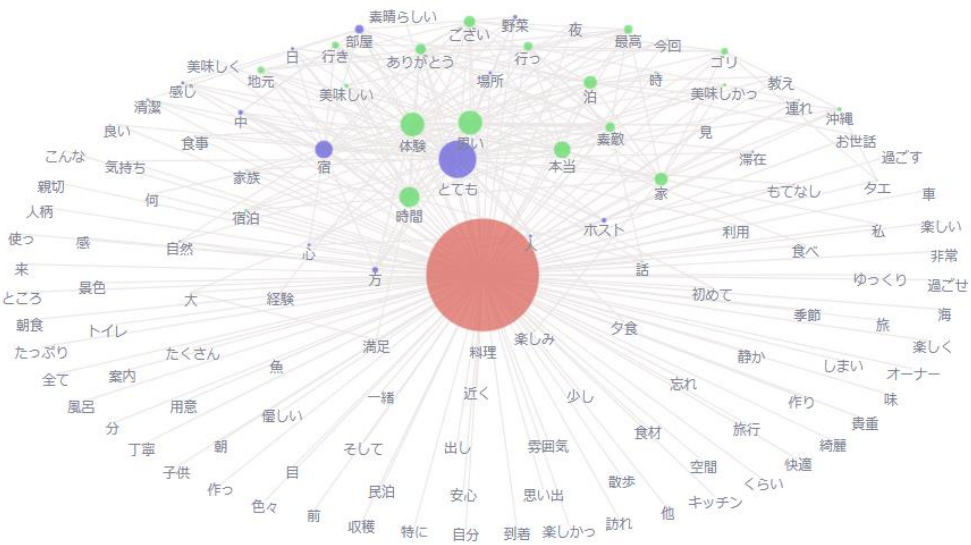 素晴らしい
野菜
部屋
ござい
夜
最高
今回
日
行き
ありがとう
行っ
ゴリ
美味しく
地元
場所
時
教え
感じ
美味しい
泊
美味しかっ
清潔
連れ
沖縄
中
良い
食事
体験
思い
素敵
見
お世話
こんな
気持ち
家族
宿
とても
本当
滞在
過ごす
親切
何
家
もてなし
タエ
車
人柄
宿泊
時間
ホスト
利用
私
楽しい
使っ
感
自然
心
人
食べ
非常
来
景色
方
話
ゆっくり
過ごせ
ところ
大
経験
初めて
季節
海
朝食
トイレ
夕食
旅
たっぷり
たくさん
満足
料理
楽しみ
静か
しまい
楽しく
全て
案内
魚
忘れ
オーナー
風呂
用意
優しい
一緒
近く
少し
作り
味
分
丁寧
朝
そして
出し
雰囲気
食材
旅行
綺麗
貴重
子供
目
空間
快適
作っ
色々
民泊
安心
思い出
散歩
キッチン
くらい
前
収穫
特に
自分
到着
楽しかっ
訪れ
他